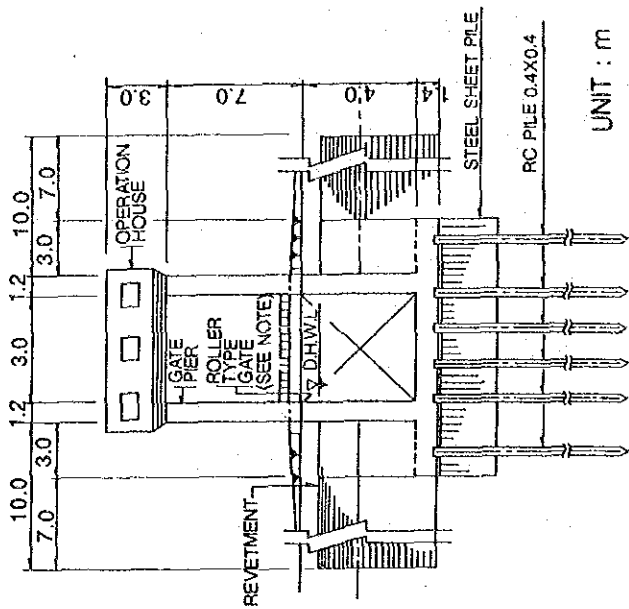 10.0
7.0
3.0
1.2
3.0
1.2
3.0
7.0
10.0
OPERATION
HOUSE
GATE
PIER
ROLLER
TYPE
GATE
(SEE NOTE)
D.H.W.L
REVETMENT
3.0
7.0
4.0
1.4
STEEL SHEET PILE
RC PILE 0.4X0.4
UNIT : m